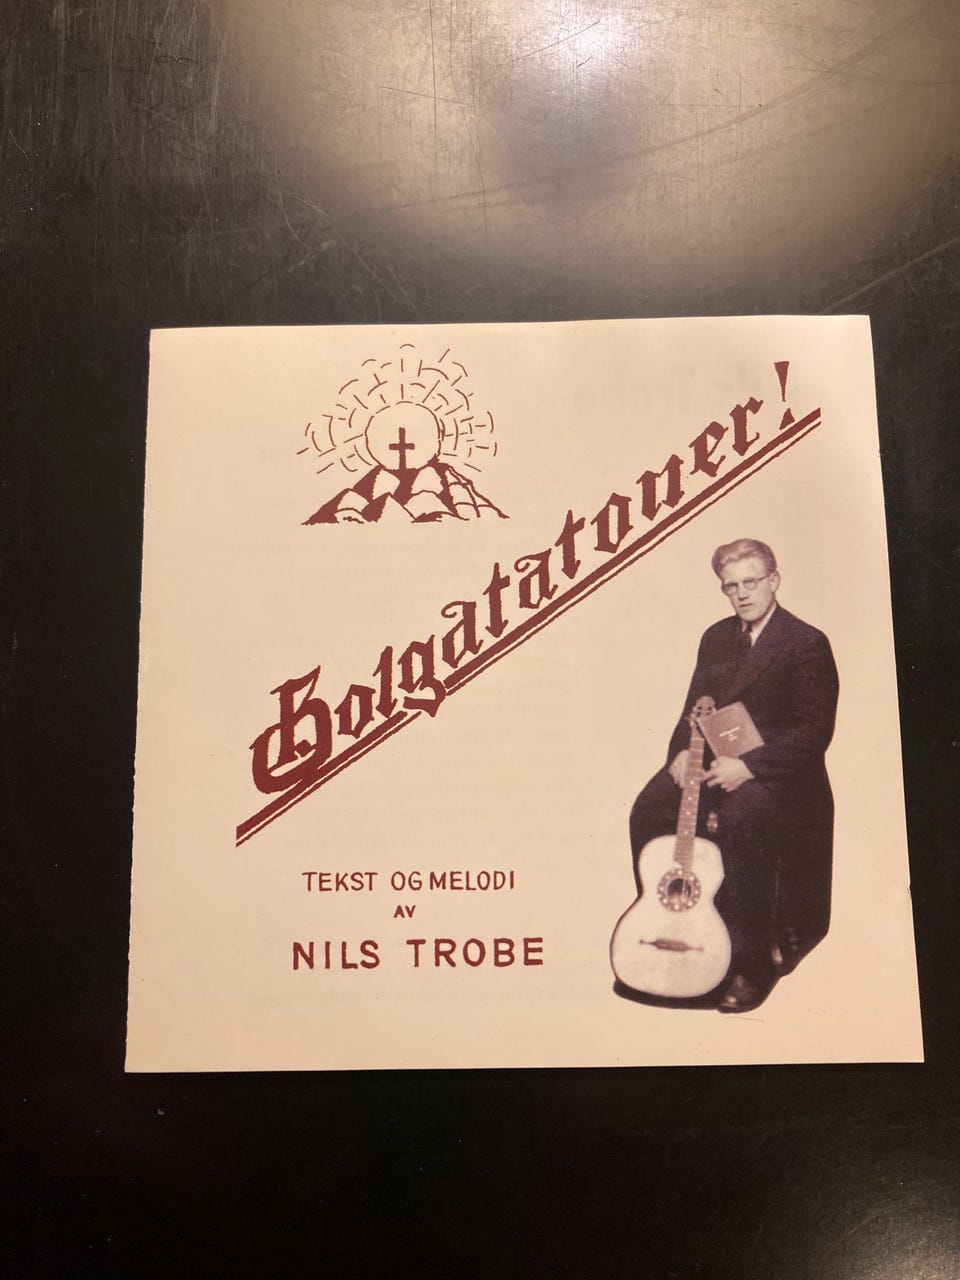 Golgatatoner!
TEKST OG MELODI
AV
NILS TROBE